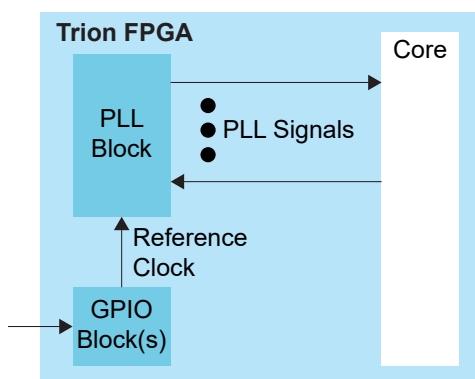 Trion FPGA
Core
PLL
Block
PLL Signals
Reference
Clock
GPIO
Block(s)